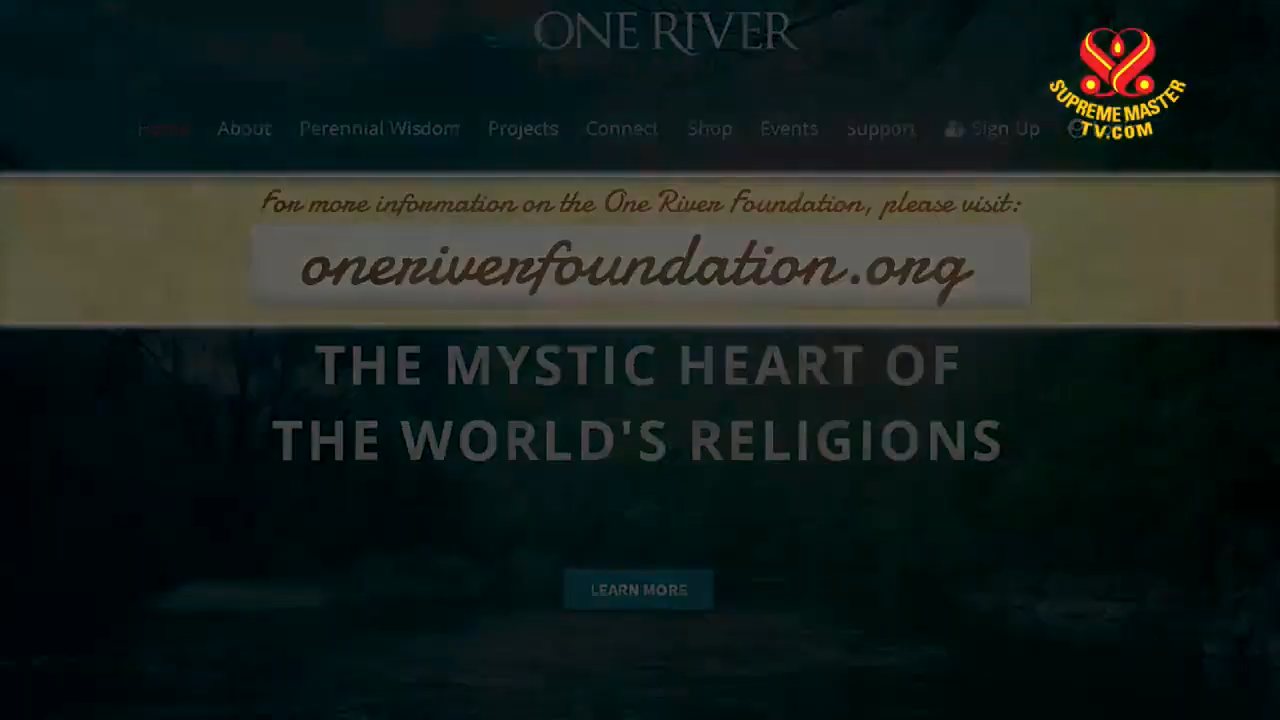 ONE RIVER
SUPREME MASTER
TV.COM
Home About Perennial Wisdom Projects Connect Shop Events Support Sign Up
For more information on the One River Foundation, please visit:
oneriverfoundation.org
THE MYSTIC HEART OF
THE WORLD'S RELIGIONS
LEARN MORE